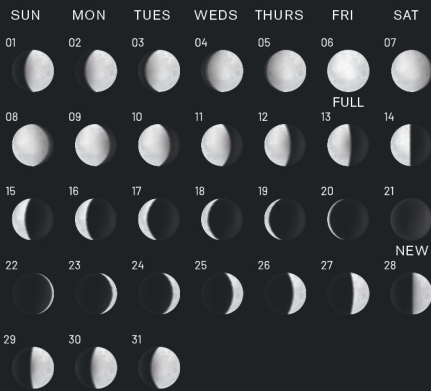 SUN MON TUES WEDS THURS FRI SAT
01 02 03 04 05 06 07
FULL
08 09 10 11 12 13 14
15 16 17 18 19 20 21
NEW
22 23 24 25 26 27 28
29 30 31